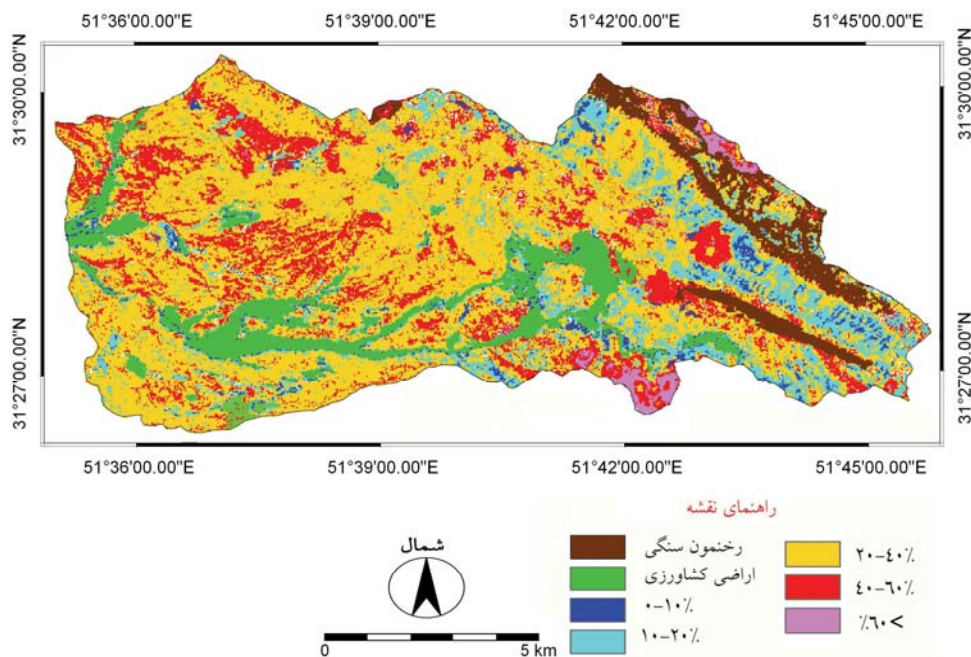 51°36'00.00"E 51°39'00.00"E 51°42'00.00"E 51°45'00.00"E
31°30'00.00"N 31°30'00.00"N
31°27'00.00"N 31°27'00.00"N
51°36'00.00"E 51°39'00.00"E 51°42'00.00"E 51°45'00.00"E
راهنمای نقشه
رخنمون سنگی
اراضی کشاورزی
۰-۱۰٪
۱۰-۲۰٪
۲۰-۴۰٪
۴۰-۶۰٪
%۶۰<
شمال
0 5 km